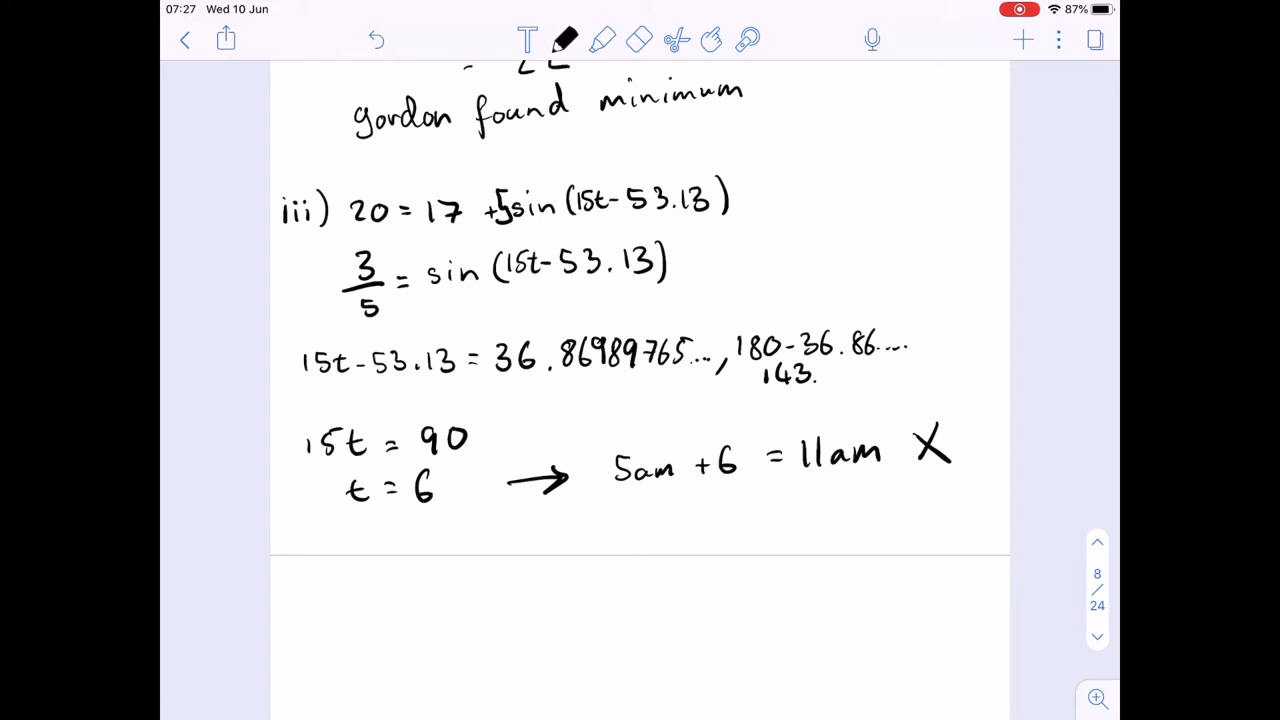 07:27 Wed 10 Jun
87%
T
gordon found minimum
iii) 20 = 17 +5sin (15t-53.13)
3/5 = sin (15t-53.13)
15t-53.13 = 36.86989765..., 180-36.86....
143.
15t = 90
t = 6 → 5am +6 = 11am X
8
/
24